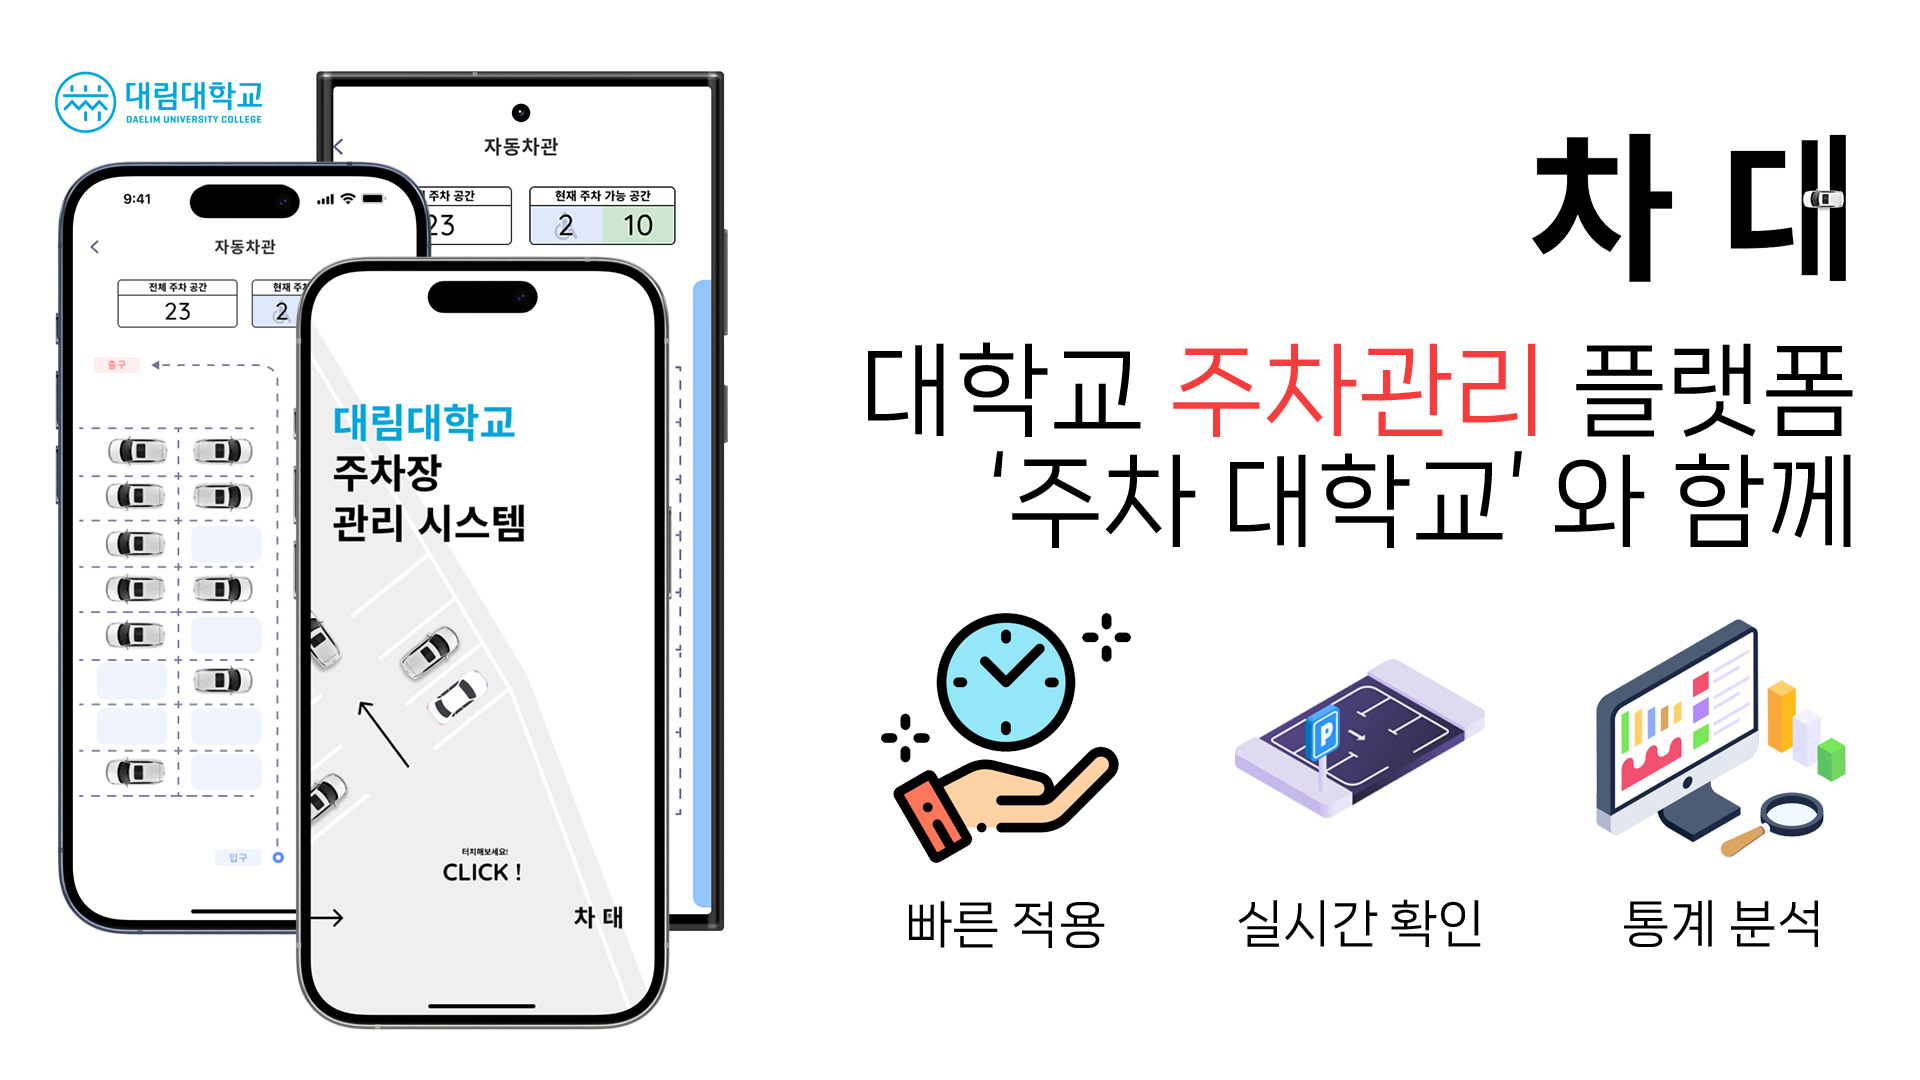 대림대학교
DAELIM UNIVERSITY COLLEGE
자동차관
주차 공간
23
현재 주차 가능 공간
2
10
9:41
자동차관
전체 주차 공간
23
현재 주차
2
출구
입구
대림대학교
주차장
관리 시스템
터치해보세요!
CLICK !
차 대
차 대
대학교 주차관리 플랫폼
'주차 대학교' 와 함께
P
빠른 적용
실시간 확인
통계 분석